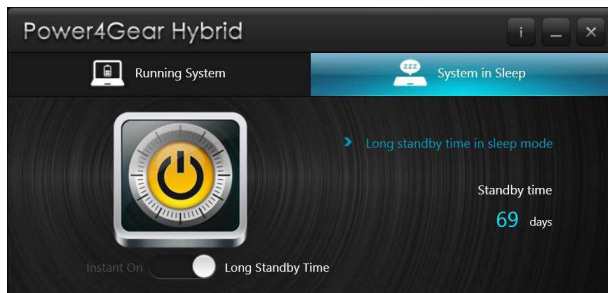 Power4Gear Hybrid
i
Running System
zzz
System in Sleep
Long standby time in sleep mode
Standby time
69 days
Instant On
Long Standby Time